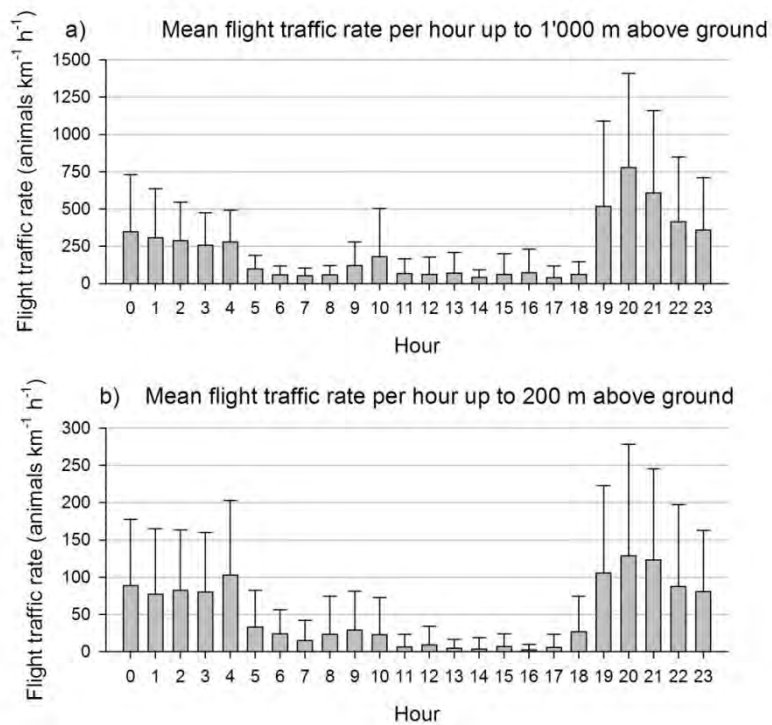 a) Mean flight traffic rate per hour up to 1'000 m above ground
Flight traffic rate (animals km⁻¹ h⁻¹)
1500
1250
1000
750
500
250
0
0 1 2 3 4 5 6 7 8 9 10 11 12 13 14 15 16 17 18 19 20 21 22 23
Hour
b) Mean flight traffic rate per hour up to 200 m above ground
Flight traffic rate (animals km⁻¹ h⁻¹)
300
250
200
150
100
50
0
0 1 2 3 4 5 6 7 8 9 10 11 12 13 14 15 16 17 18 19 20 21 22 23
Hour